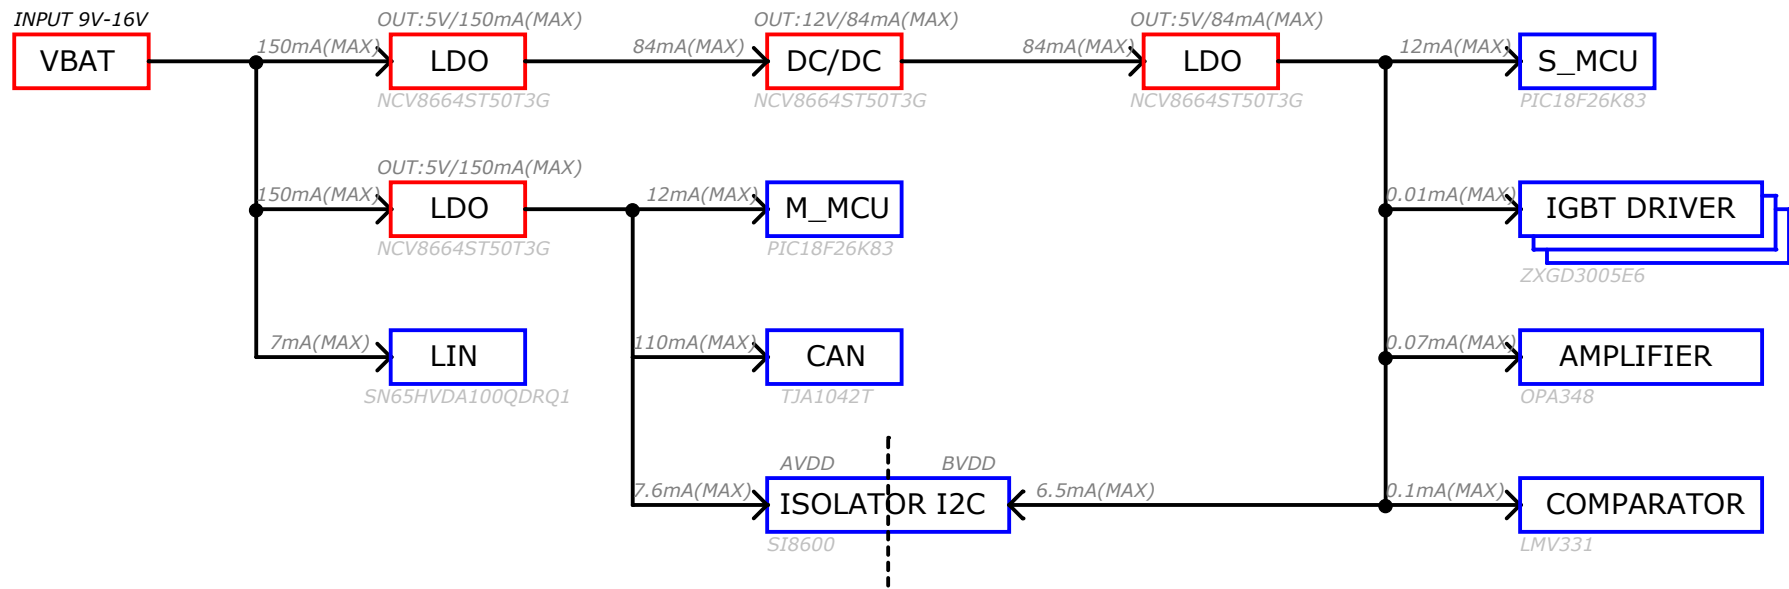 INPUT 9V-16V
VBAT
150mA(MAX)
OUT:5V/150mA(MAX)
LDO
NCV8664ST50T3G
84mA(MAX)
OUT:12V/84mA(MAX)
DC/DC
NCV8664ST50T3G
84mA(MAX)
OUT:5V/84mA(MAX)
LDO
NCV8664ST50T3G
12mA(MAX)
S_MCU
PIC18F26K83
150mA(MAX)
OUT:5V/150mA(MAX)
LDO
NCV8664ST50T3G
12mA(MAX)
M_MCU
PIC18F26K83
0.01mA(MAX)
IGBT DRIVER
ZXGD3005E6
7mA(MAX)
LIN
SN65HVDA100QDRQ1
110mA(MAX)
CAN
TJA1042T
0.07mA(MAX)
AMPLIFIER
OPA348
7.6mA(MAX)
AVDD
BVDD
ISOLATOR I2C
SI8600
6.5mA(MAX)
0.1mA(MAX)
COMPARATOR
LMV331